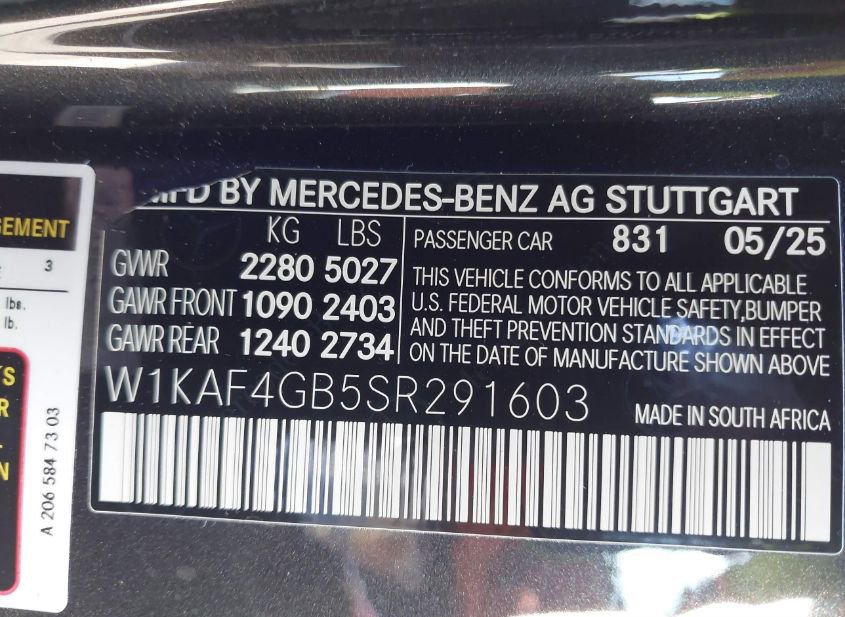 MFD BY MERCEDES-BENZ AG STUTTGART
KG LBS
GVWR 2280 5027
GAWR FRONT 1090 2403
GAWR REAR 1240 2734
PASSENGER CAR 831 05/25
THIS VEHICLE CONFORMS TO ALL APPLICABLE
U.S. FEDERAL MOTOR VEHICLE SAFETY,BUMPER
AND THEFT PREVENTION STANDARDS IN EFFECT
ON THE DATE OF MANUFACTURE SHOWN ABOVE
W1KAF4GB5SR291603
MADE IN SOUTH AFRICA
3
lbs.
lb.
A 206 584 73 03